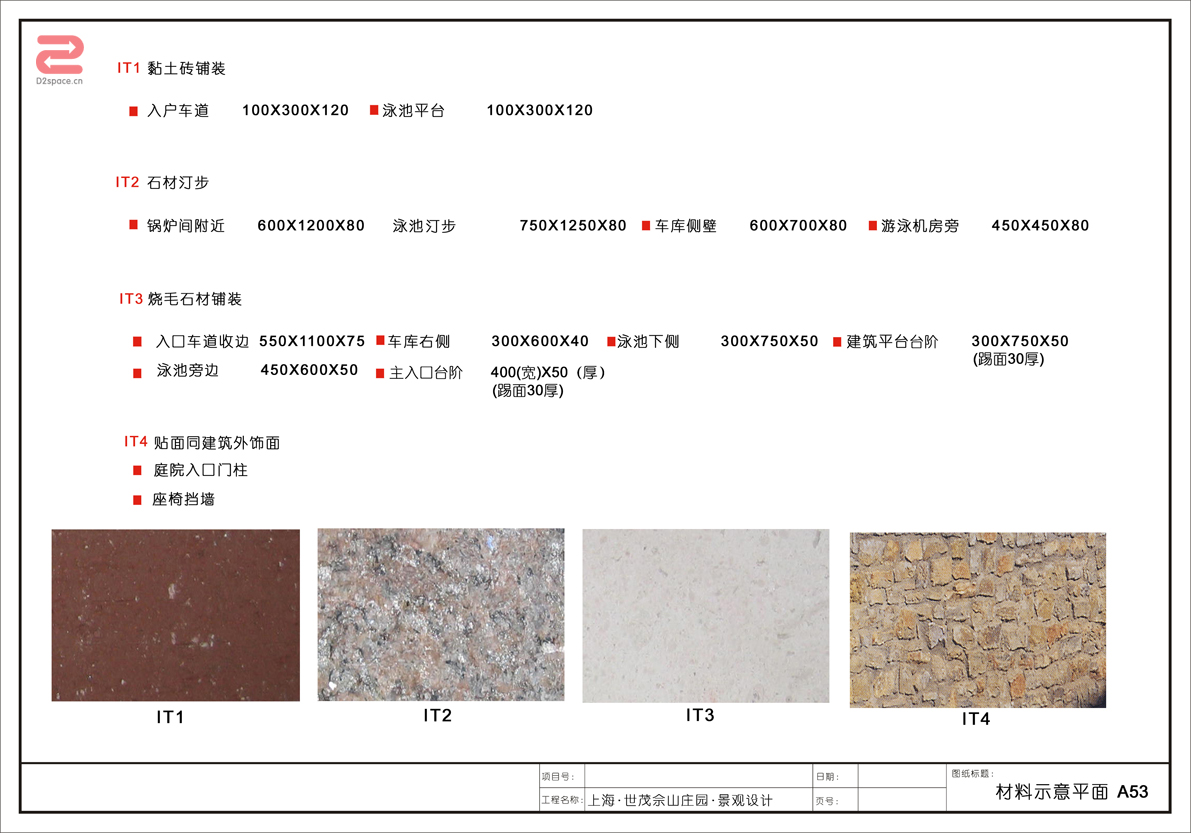 D2space.cn
IT1 黏土砖铺装
入户车道 100X300X120 泳池平台 100X300X120
IT2 石材汀步
锅炉间附近 600X1200X80 泳池汀步 750X1250X80 车库侧壁 600X700X80 游泳机房旁 450X450X80
IT3 烧毛石材铺装
入口车道收边 550X1100X75 车库右侧 300X600X40 泳池下侧 300X750X50 建筑平台台阶 300X750X50
(踢面30厚)
泳池旁边 450X600X50 主入口台阶 400(宽)X50（厚）
(踢面30厚)
IT4 贴面同建筑外饰面
庭院入口门柱
座椅挡墙
IT1 IT2 IT3 IT4
项目号: 日期: 图纸标题:
工程名称: 上海·世茂佘山庄园·景观设计 页号: 材料示意平面 A53